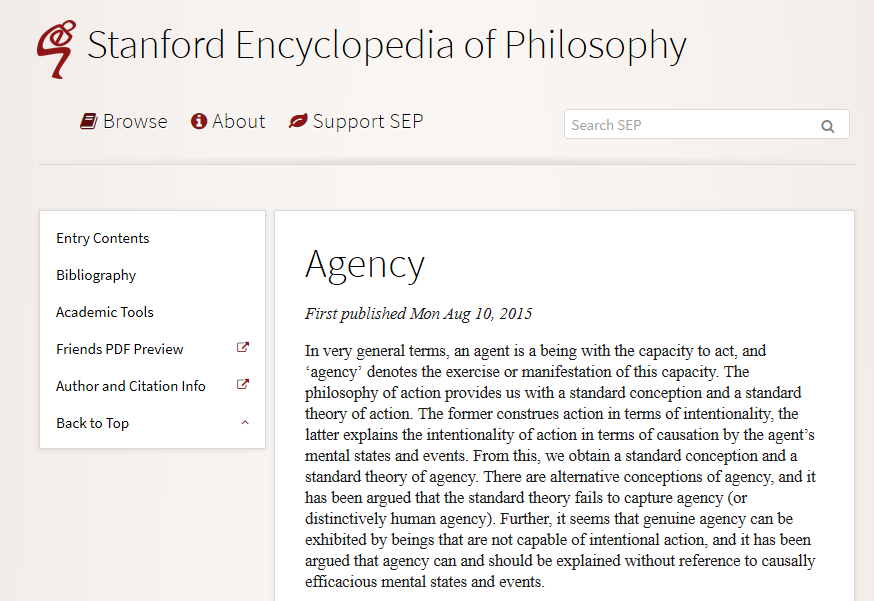 Stanford Encyclopedia of Philosophy
Browse About Support SEP
Search SEP
Entry Contents
Bibliography
Academic Tools
Friends PDF Preview
Author and Citation Info
Back to Top
Agency
First published Mon Aug 10, 2015
In very general terms, an agent is a being with the capacity to act, and
‘agency’ denotes the exercise or manifestation of this capacity. The
philosophy of action provides us with a standard conception and a standard
theory of action. The former construes action in terms of intentionality, the
latter explains the intentionality of action in terms of causation by the agent’s
mental states and events. From this, we obtain a standard conception and a
standard theory of agency. There are alternative conceptions of agency, and it
has been argued that the standard theory fails to capture agency (or
distinctively human agency). Further, it seems that genuine agency can be
exhibited by beings that are not capable of intentional action, and it has been
argued that agency can and should be explained without reference to causally
efficacious mental states and events.